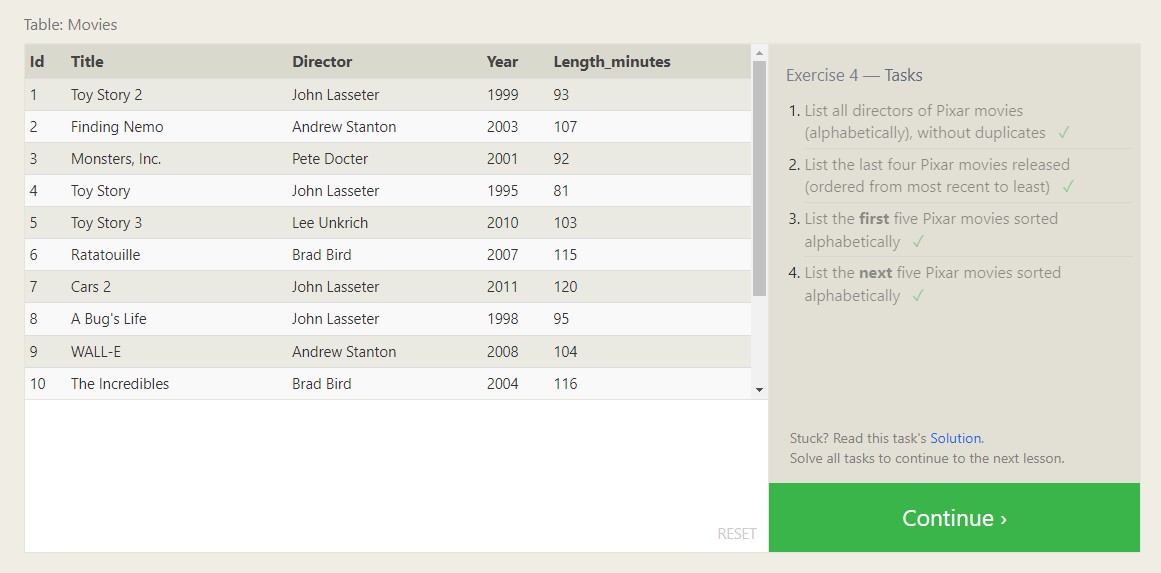 Table: Movies
Id Title Director Year Length_minutes
1 Toy Story 2 John Lasseter 1999 93
2 Finding Nemo Andrew Stanton 2003 107
3 Monsters, Inc. Pete Docter 2001 92
4 Toy Story John Lasseter 1995 81
5 Toy Story 3 Lee Unkrich 2010 103
6 Ratatouille Brad Bird 2007 115
7 Cars 2 John Lasseter 2011 120
8 A Bug's Life John Lasseter 1998 95
9 WALL-E Andrew Stanton 2008 104
10 The Incredibles Brad Bird 2004 116
RESET
Exercise 4 — Tasks
1. List all directors of Pixar movies
(alphabetically), without duplicates ✓
2. List the last four Pixar movies released
(ordered from most recent to least) ✓
3. List the first five Pixar movies sorted
alphabetically ✓
4. List the next five Pixar movies sorted
alphabetically ✓
Stuck? Read this task's Solution.
Solve all tasks to continue to the next lesson.
Continue ›